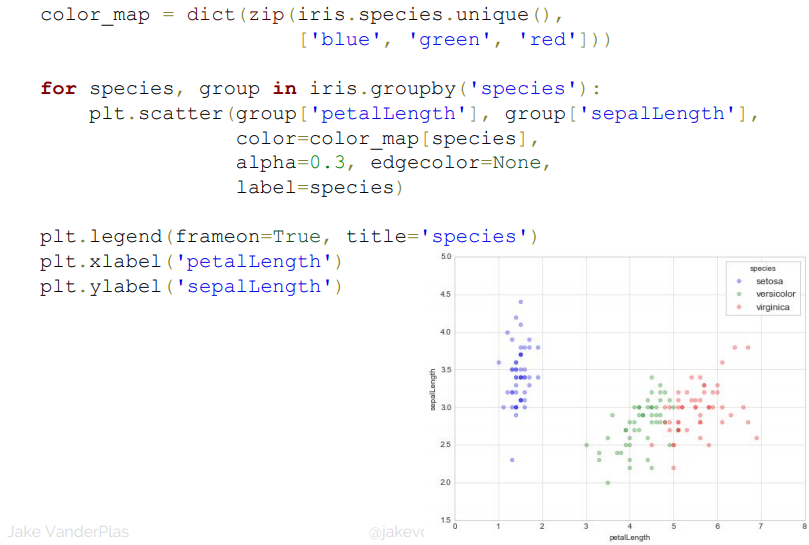 color_map = dict(zip(iris.species.unique(),
['blue', 'green', 'red']))
for species, group in iris.groupby('species'):
plt.scatter(group['petalLength'], group['sepalLength'],
color=color_map[species],
alpha=0.3, edgecolor=None,
label=species)
plt.legend(frameon=True, title='species')
plt.xlabel('petalLength')
plt.ylabel('sepalLength')
5.0
species
setosa
versicolor
virginica
4.5
4.0
3.5
sepalLength
3.0
2.5
2.0
1.5
0 1 2 3 4 5 6 7 8
petalLength
Jake VanderPlas